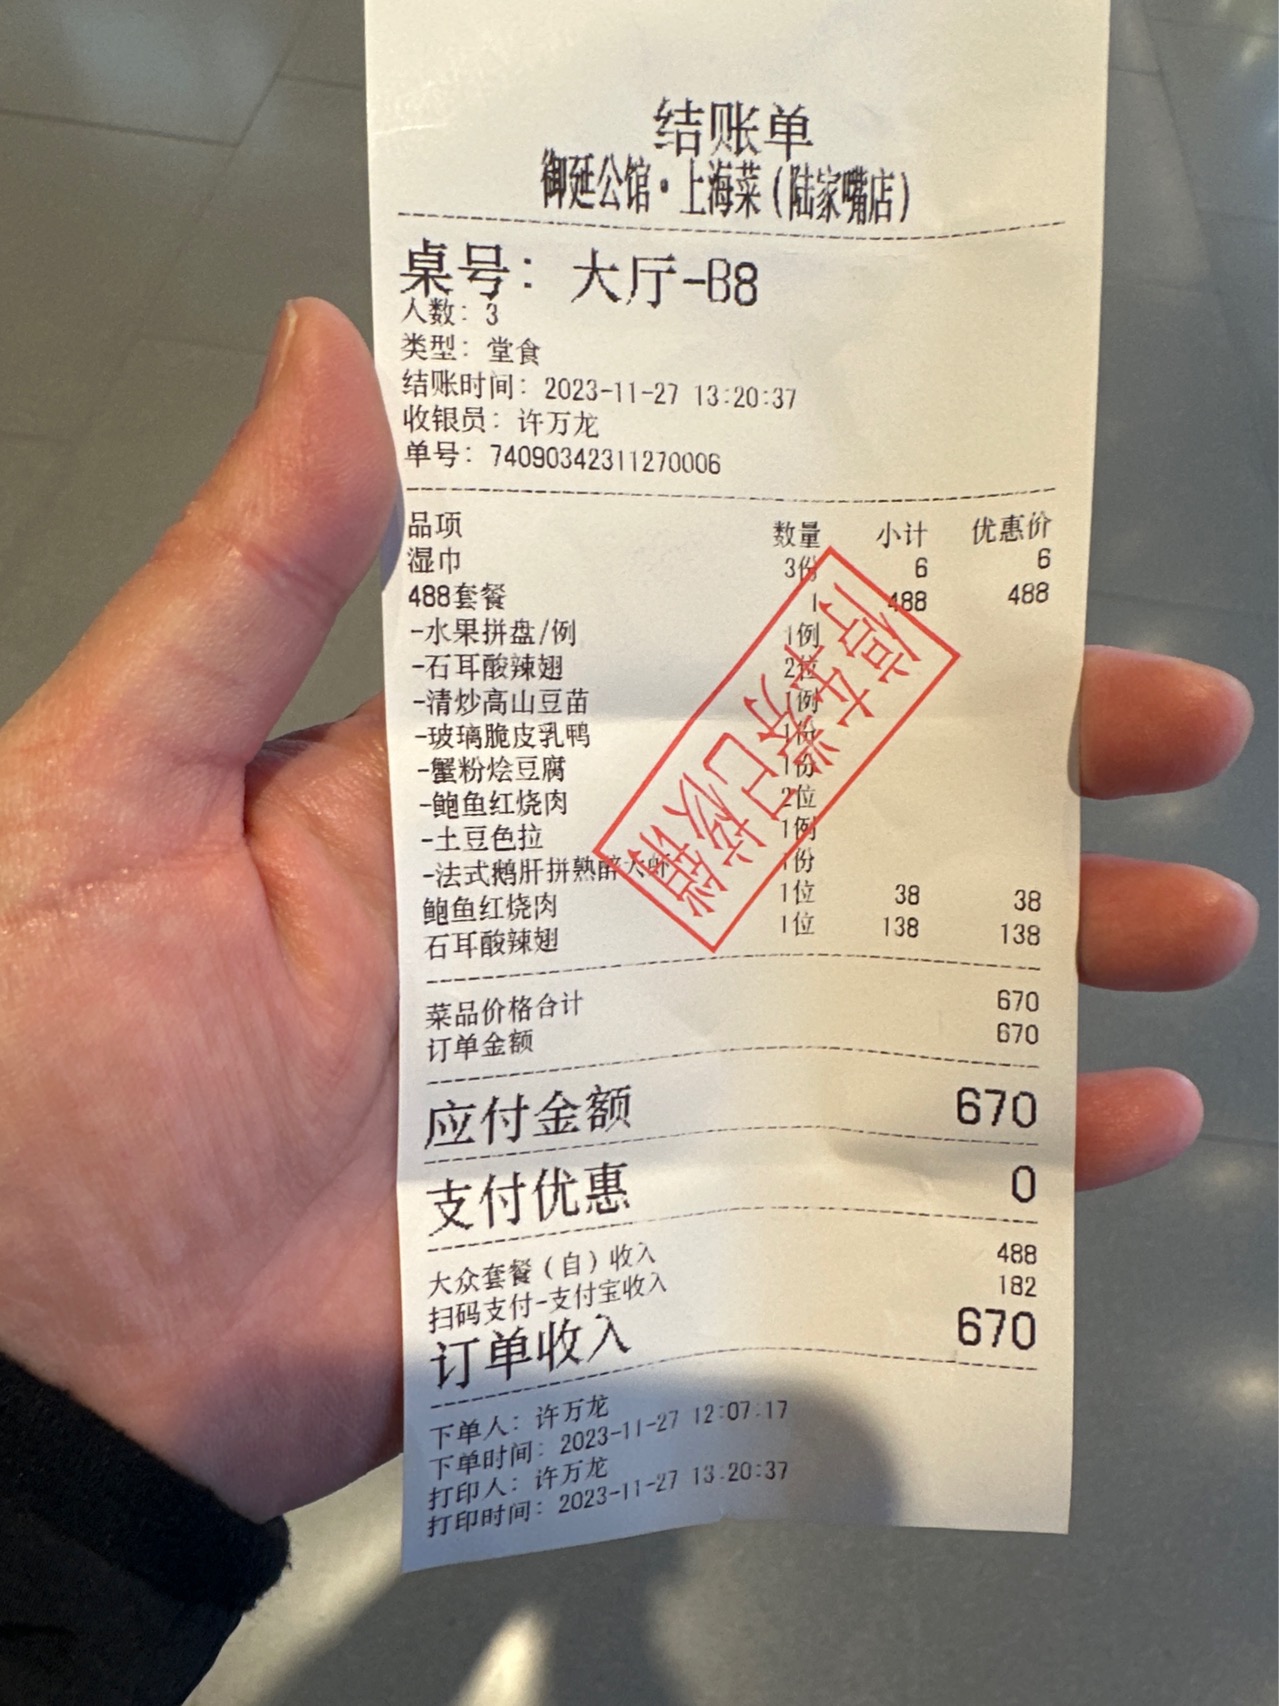 结账单
御延公馆·上海菜(陆家嘴店)
桌号: 大厅-B8
人数: 3
类型: 堂食
结账时间: 2023-11-27 13:20:37
收银员: 许万龙
单号: 74090342311270006
品项 数量 小计 优惠价
湿巾 3份 6 6
488套餐 1 488 488
-水果拼盘/例 1例
-石耳酸辣翅 2位
-清炒高山豆苗 1例
-玻璃脆皮乳鸭 1份
-蟹粉烩豆腐 1份
-鲍鱼红烧肉 2位
-土豆色拉 1例
-法式鹅肝拼熟醉大虾 1份
鲍鱼红烧肉 1位 38 38
石耳酸辣翅 1位 138 138
停车券已核销
菜品价格合计 670
订单金额 670
应付金额 670
支付优惠 0
大众套餐(自)收入 488
扫码支付-支付宝收入 182
订单收入 670
下单人: 许万龙
下单时间: 2023-11-27 12:07:17
打印人: 许万龙
打印时间: 2023-11-27 13:20:37